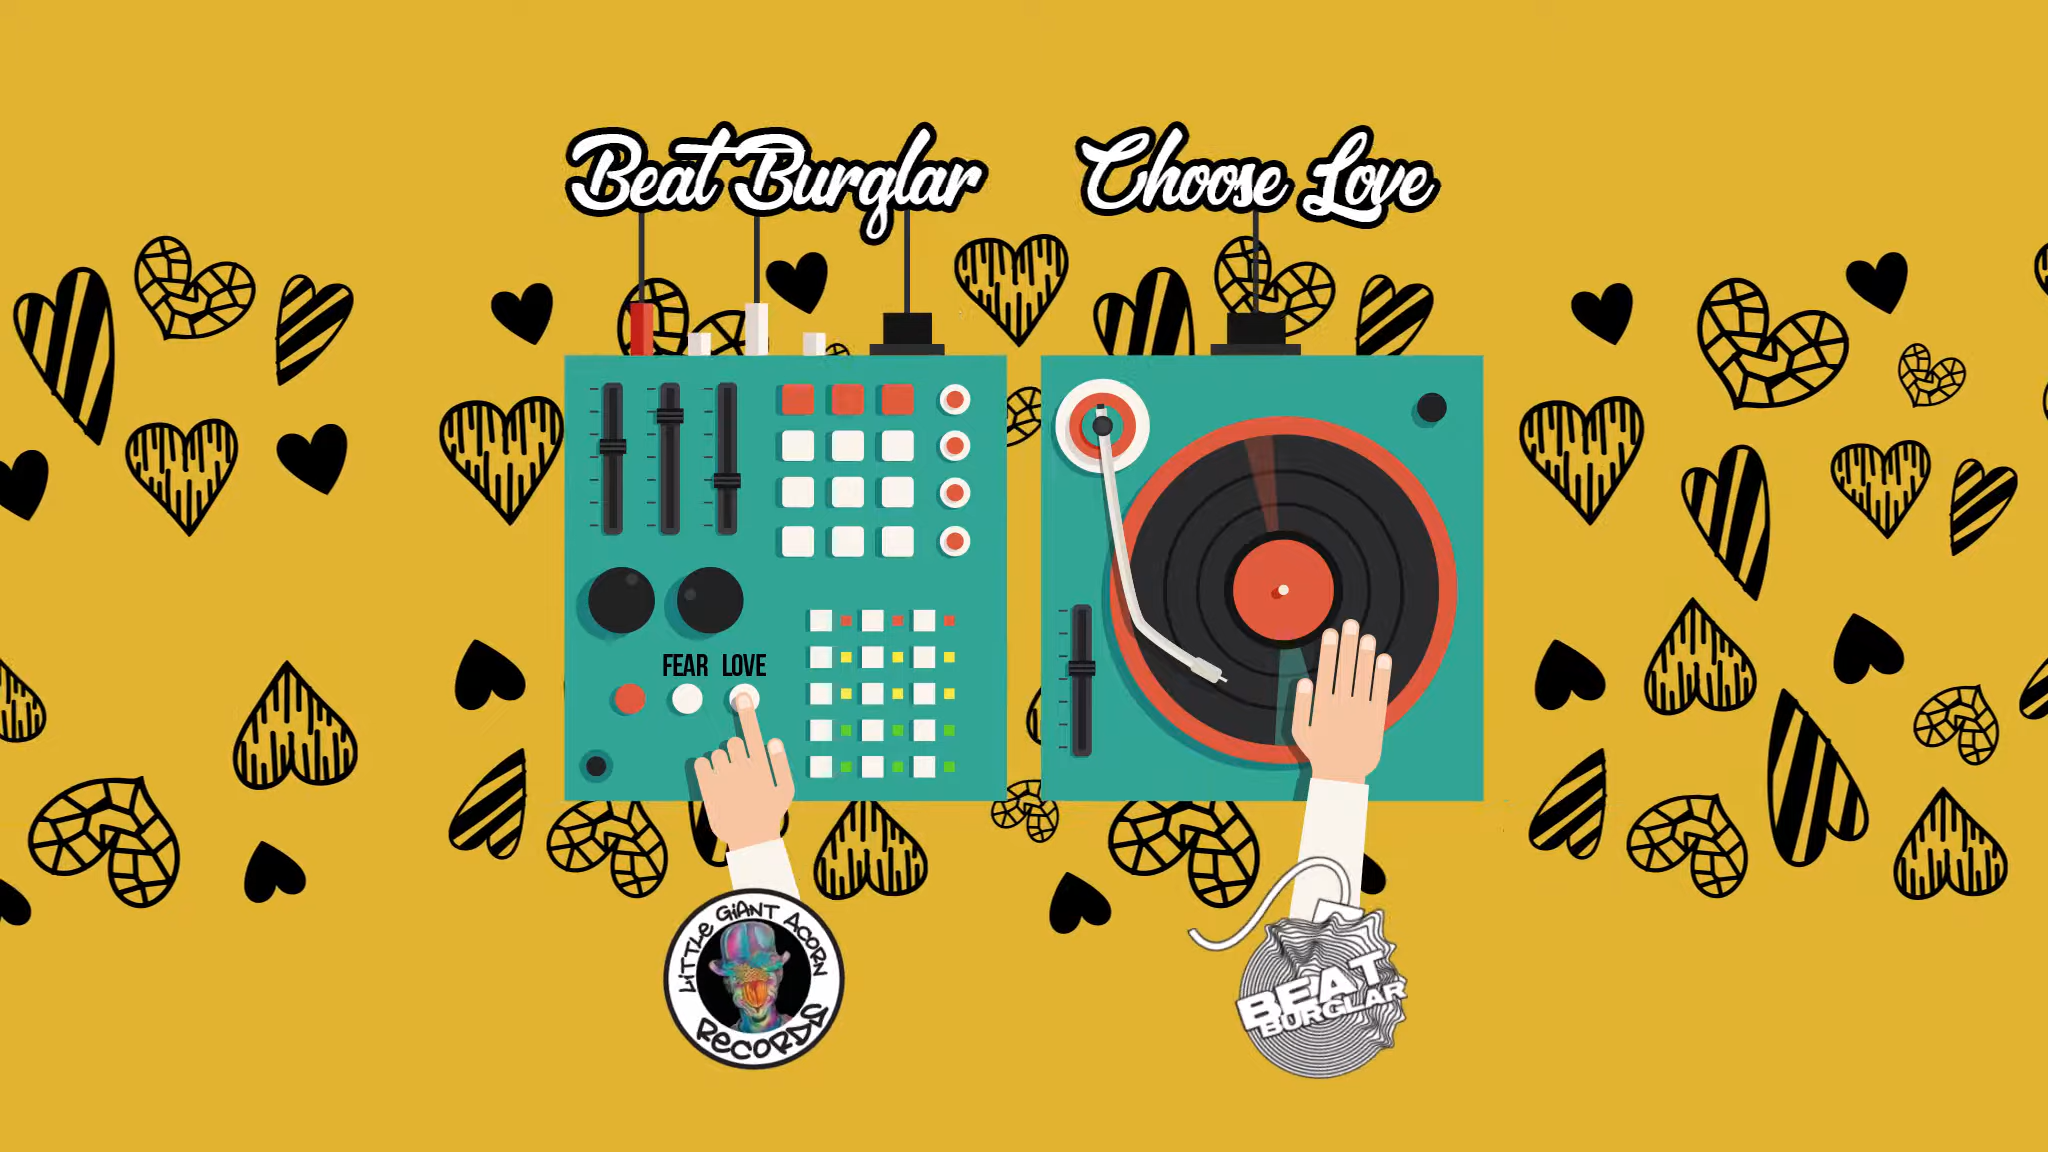 Beat Burglar
Choose Love
FEAR LOVE
LITTLE GIANT ACORN
RECORDS
BEAT
BURGLAR